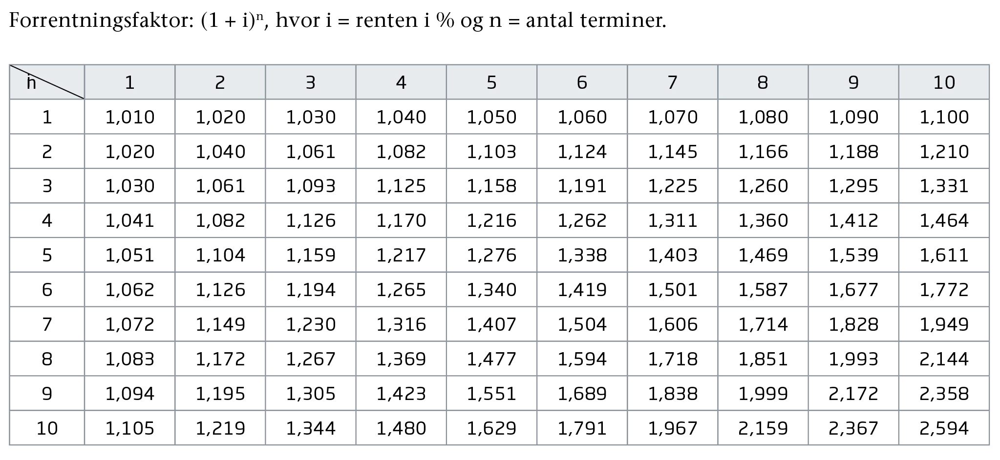 Forrentningsfaktor: (1 + i)ⁿ, hvor i = renten i % og n = antal terminer.
i n 1 2 3 4 5 6 7 8 9 10
1 1,010 1,020 1,030 1,040 1,050 1,060 1,070 1,080 1,090 1,100
2 1,020 1,040 1,061 1,082 1,103 1,124 1,145 1,166 1,188 1,210
3 1,030 1,061 1,093 1,125 1,158 1,191 1,225 1,260 1,295 1,331
4 1,041 1,082 1,126 1,170 1,216 1,262 1,311 1,360 1,412 1,464
5 1,051 1,104 1,159 1,217 1,276 1,338 1,403 1,469 1,539 1,611
6 1,062 1,126 1,194 1,265 1,340 1,419 1,501 1,587 1,677 1,772
7 1,072 1,149 1,230 1,316 1,407 1,504 1,606 1,714 1,828 1,949
8 1,083 1,172 1,267 1,369 1,477 1,594 1,718 1,851 1,993 2,144
9 1,094 1,195 1,305 1,423 1,551 1,689 1,838 1,999 2,172 2,358
10 1,105 1,219 1,344 1,480 1,629 1,791 1,967 2,159 2,367 2,594